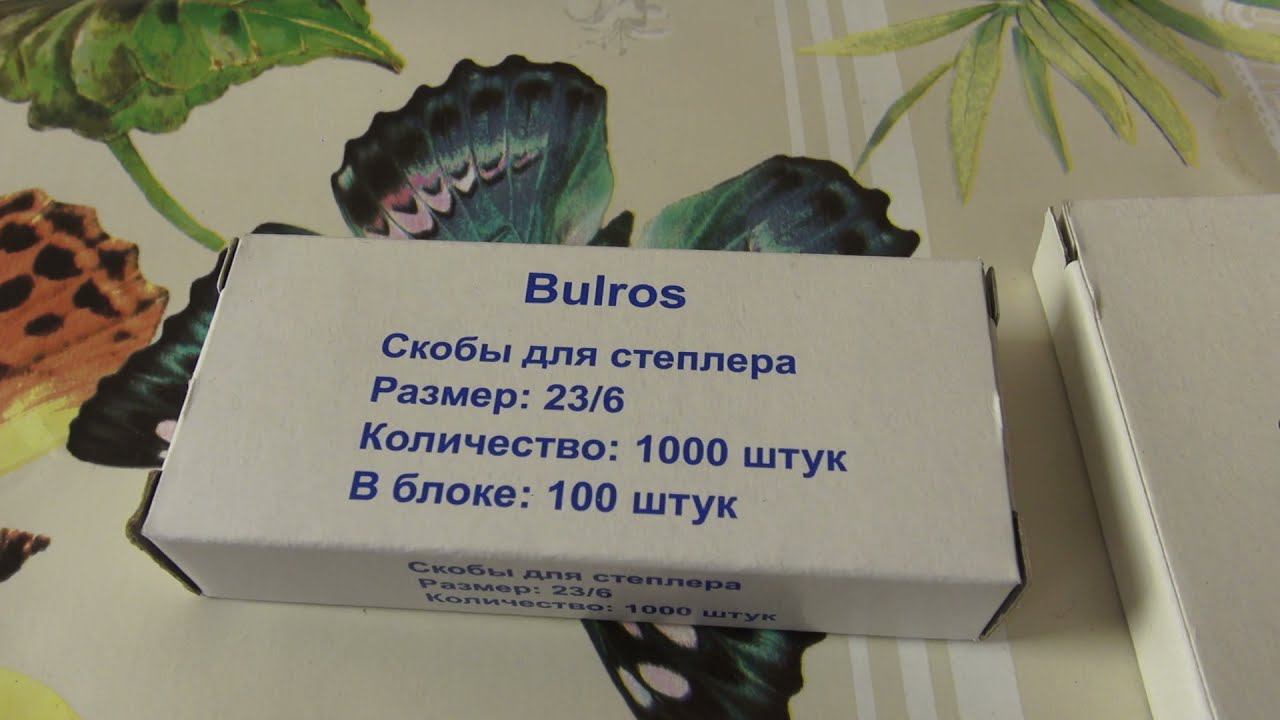 Bulros
Скобы для степлера
Размер: 23/6
Количество: 1000 штук
В блоке: 100 штук
Скобы для степлера
Размер: 23/6
Количество: 1000 штук